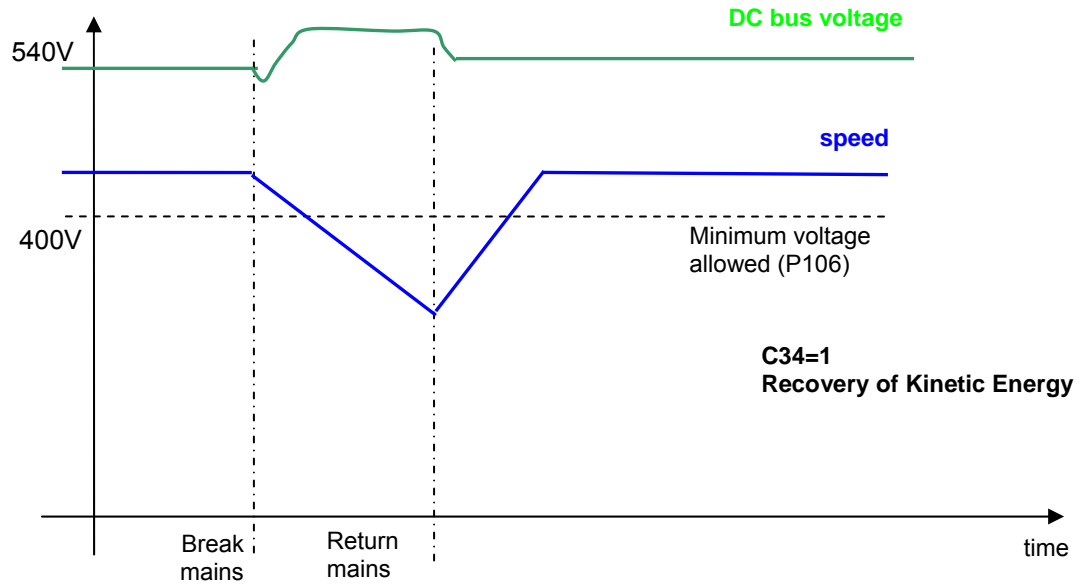 DC bus voltage
540V
speed
400V
Minimum voltage
allowed (P106)
C34=1
Recovery of Kinetic Energy
Break
mains
Return
mains
time